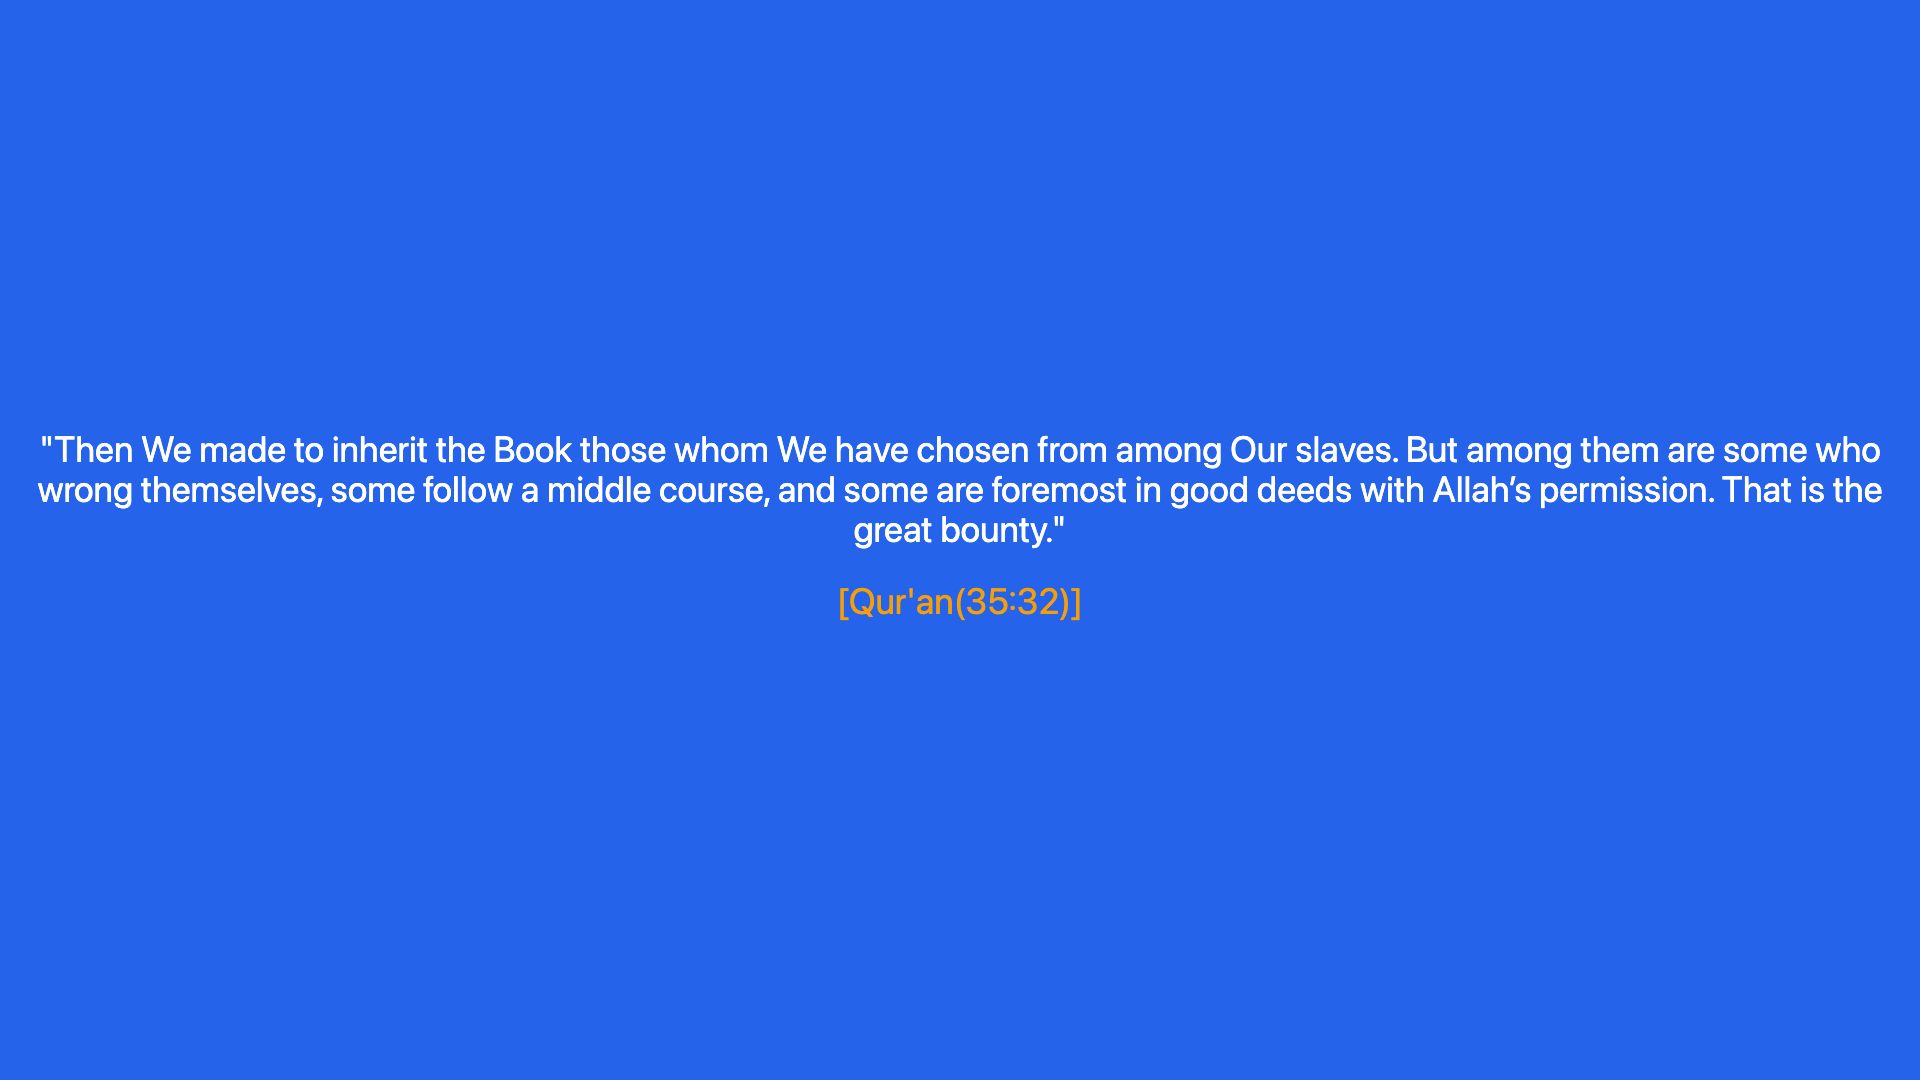 "Then We made to inherit the Book those whom We have chosen from among Our slaves. But among them are some who
wrong themselves, some follow a middle course, and some are foremost in good deeds with Allah’s permission. That is the
great bounty."
[Qur'an(35:32)]